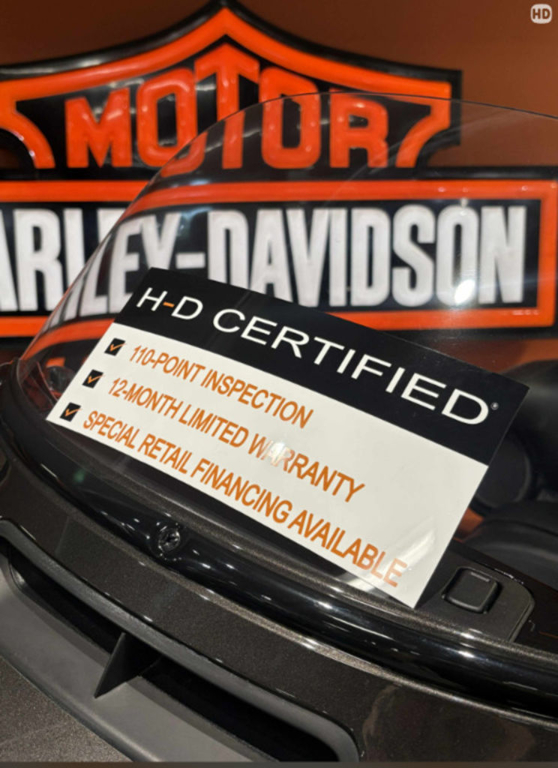 HD
MOTOR
ARLEY-DAVIDSON
H-D CERTIFIED®
110-POINT INSPECTION
12-MONTH LIMITED WARRANTY
SPECIAL RETAIL FINANCING AVAILABLE